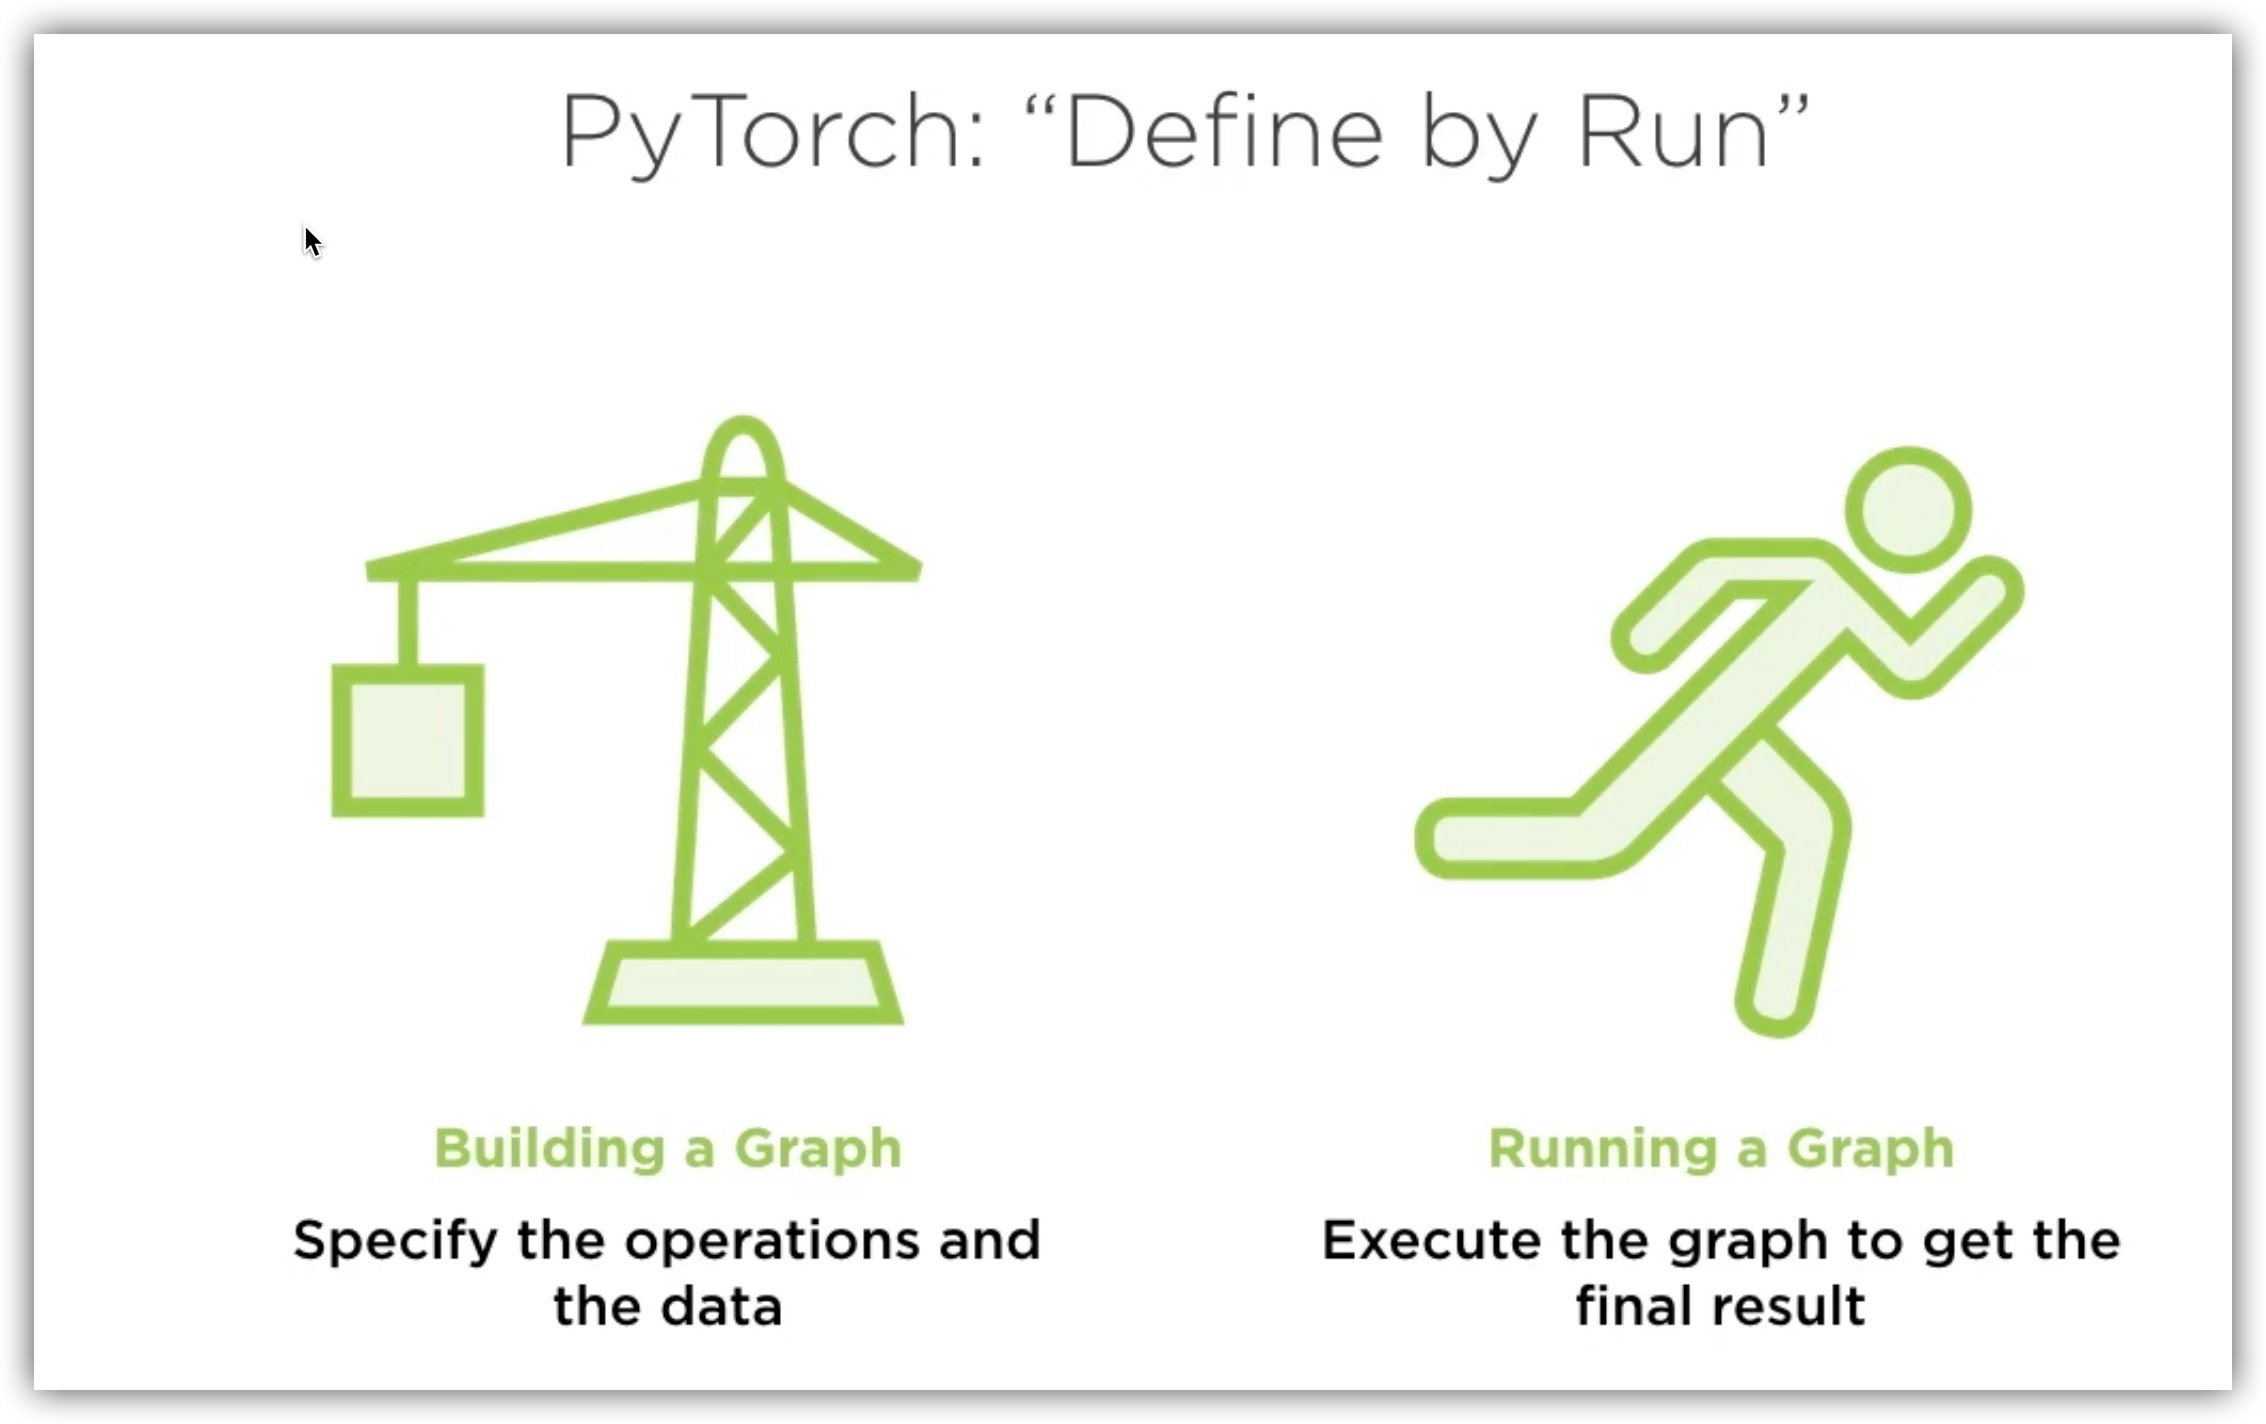 PyTorch: “Define by Run”
Building a Graph
Specify the operations and
the data
Running a Graph
Execute the graph to get the
final result